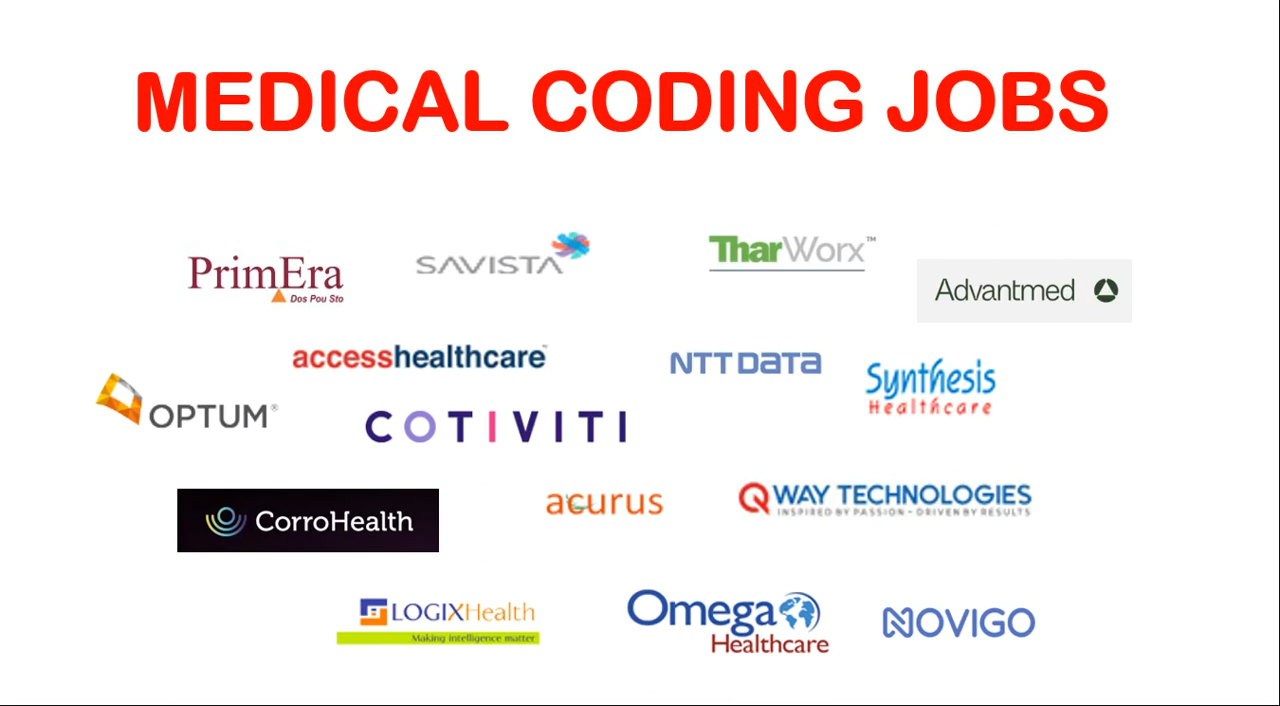 MEDICAL CODING JOBS
PrimEra
Dos Pou Sto
SAVISTA
TharWorx™
Advantmed
accesshealthcare™
NTT DATA
Synthesis
Healthcare
OPTUM®
COTIVITI
CorroHealth
acurus
QWAY TECHNOLOGIES
INSPIRED BY PASSION - DRIVEN BY RESULTS
LOGIXHealth
Making intelligence matter
Omega
Healthcare
NOVIGO